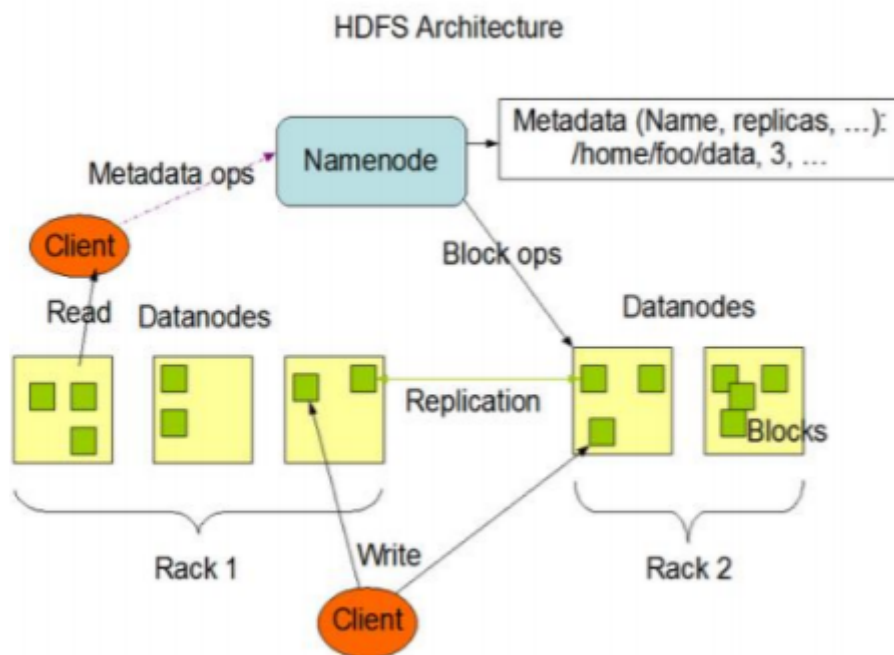 HDFS Architecture
Metadata (Name, replicas, …):
/home/foo/data, 3, …
Namenode
Metadata ops
Client
Block ops
Read
Datanodes
Datanodes
Replication
Blocks
Rack 1
Write
Rack 2
Client